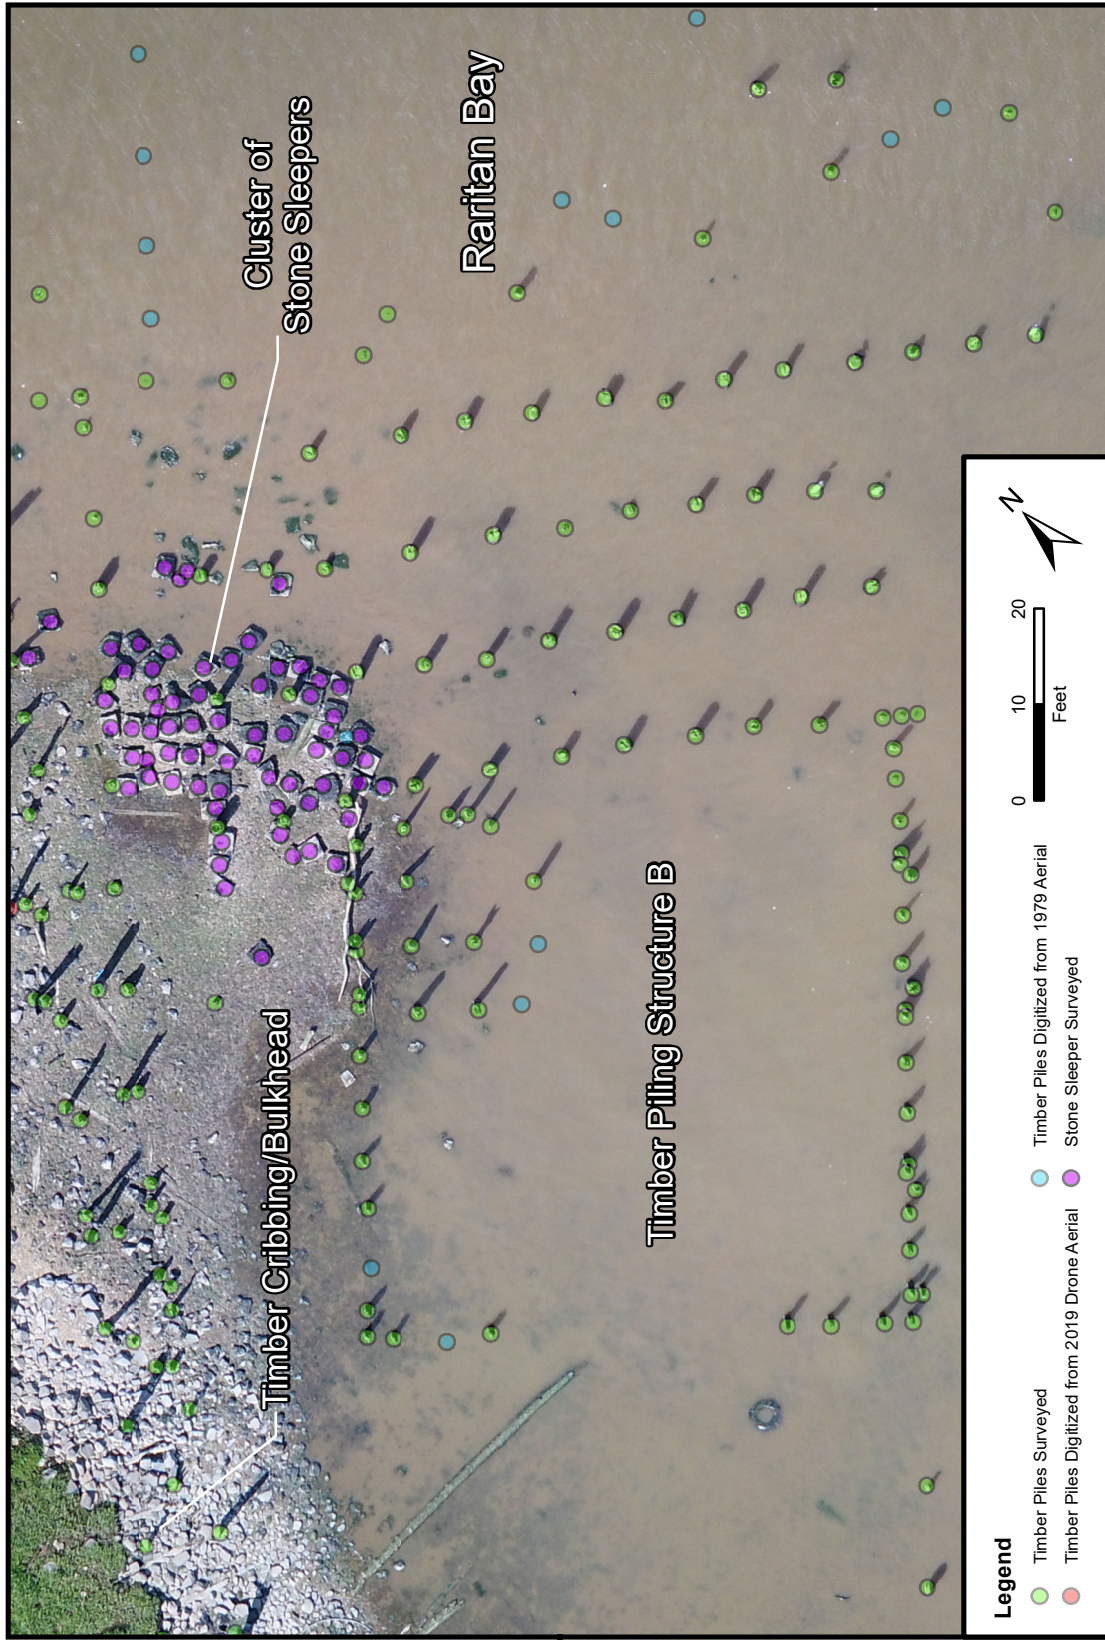 Cluster of
Stone Sleepers
Raritan Bay
Timber Cribbing/Bulkhead
Timber Piling Structure B
Legend
Timber Piles Surveyed
Timber Piles Digitized from 2019 Drone Aerial
Timber Piles Digitized from 1979 Aerial
Stone Sleeper Surveyed
0 10 20
Feet
N